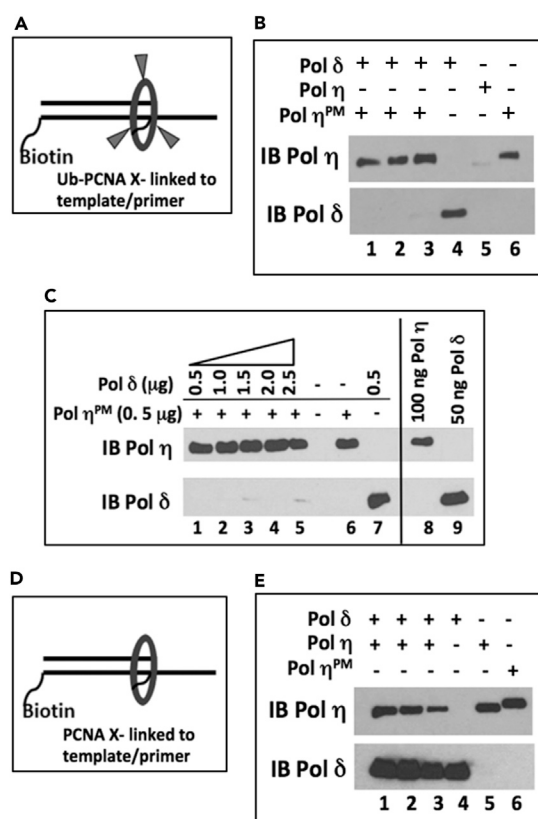 A
Biotin
Ub-PCNA X- linked to
template/primer
B
Pol δ + + + + - -
Pol η - - - - + -
Pol ηPM + + + - - +
IB Pol η
IB Pol δ
1 2 3 4 5 6
C
Pol δ (μg) 0.5 1.0 1.5 2.0 2.5 - - 0.5
Pol ηPM (0. 5 μg) + + + + + - + -
100 ng Pol η
50 ng Pol δ
IB Pol η
IB Pol δ
1 2 3 4 5 6 7 8 9
D
Biotin
PCNA X- linked to
template/primer
E
Pol δ + + + + - -
Pol η + + + - + -
Pol ηPM - - - - - +
IB Pol η
IB Pol δ
1 2 3 4 5 6